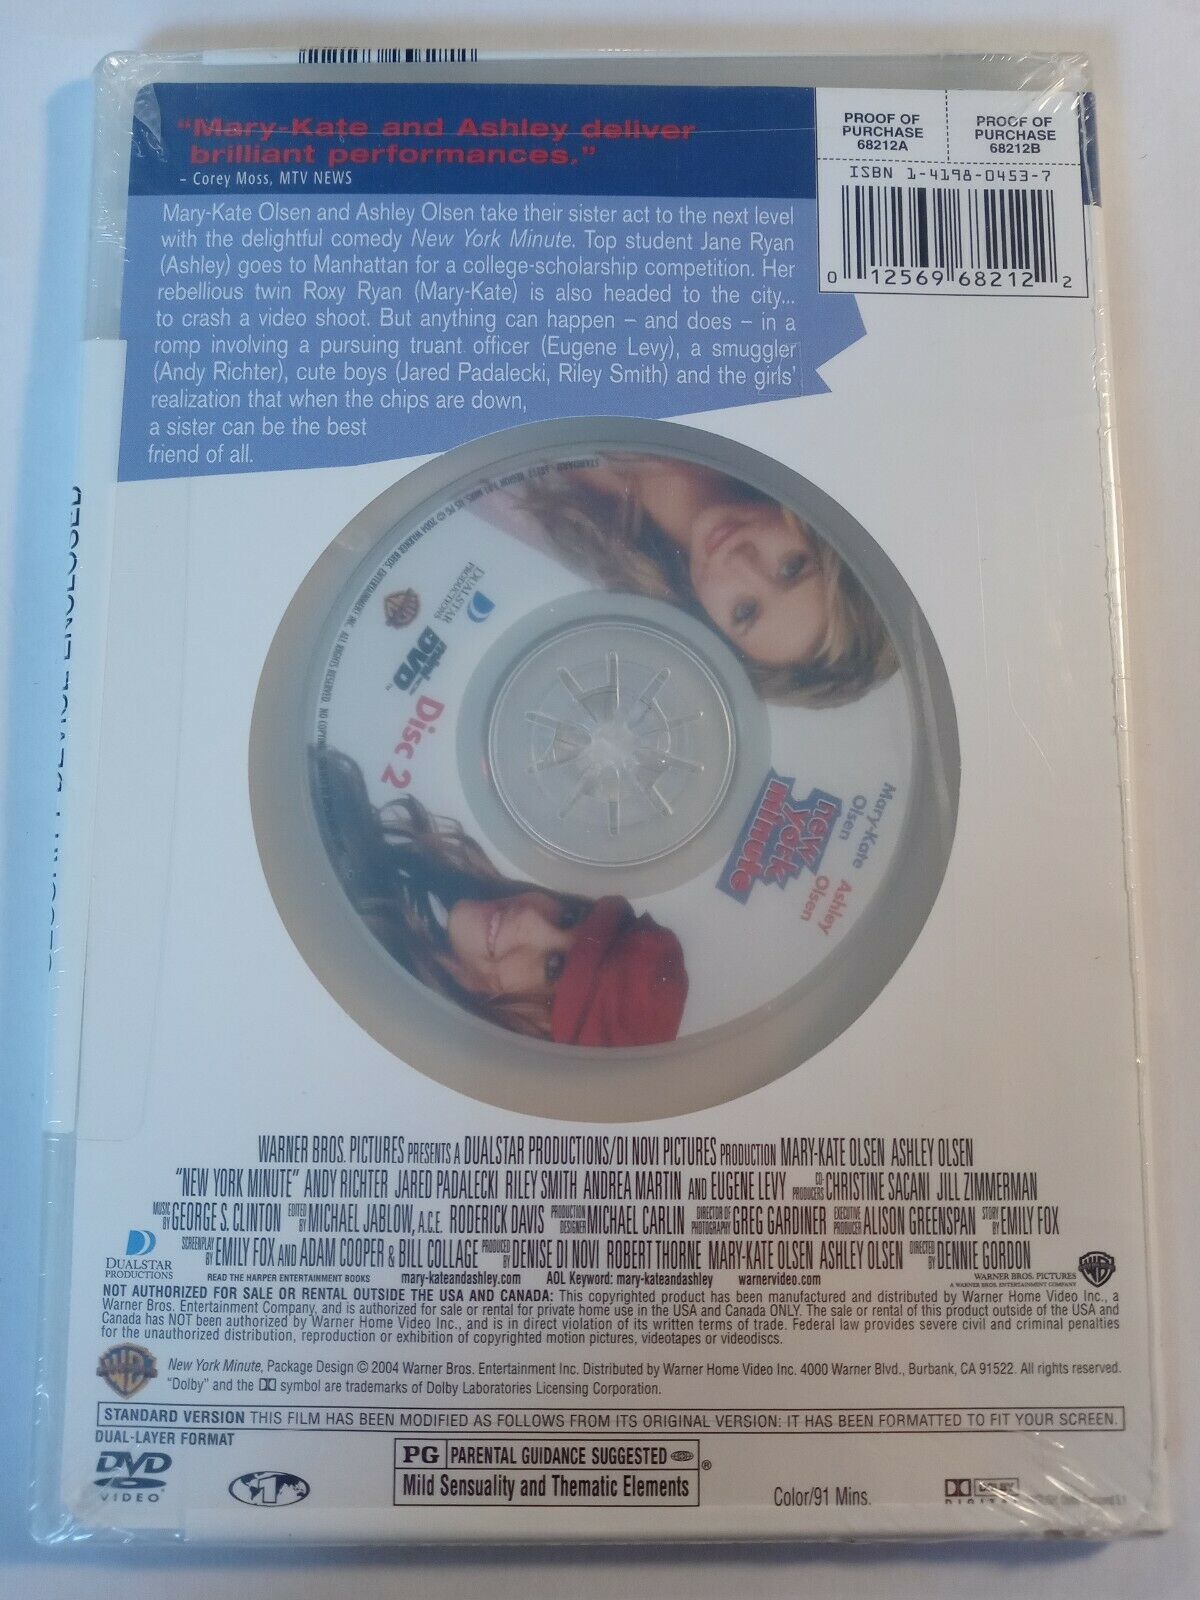 "Mary-Kate and Ashley deliver
brilliant performances."
– Corey Moss, MTV NEWS
PROOF OF
PURCHASE
68212A
PROOF OF
PURCHASE
68212B
ISBN 1-4198-0453-7
0 12569 68212 2
Mary-Kate Olsen and Ashley Olsen take their sister act to the next level
with the delightful comedy New York Minute. Top student Jane Ryan
(Ashley) goes to Manhattan for a college-scholarship competition. Her
rebellious twin Roxy Ryan (Mary-Kate) is also headed to the city...
to crash a video shoot. But anything can happen – and does – in a
romp involving a pursuing truant officer (Eugene Levy), a smuggler
(Andy Richter), cute boys (Jared Padalecki, Riley Smith) and the girls'
realization that when the chips are down,
a sister can be the best
friend of all.
SECURITY DEVICE ENCLOSED
DUALSTAR
PRODUCTIONS
mini DVD™
Disc 2
Mary-Kate Ashley
Olsen Olsen
new
york
minute
WARNER BROS. PICTURES PRESENTS A DUALSTAR PRODUCTIONS/DI NOVI PICTURES PRODUCTION MARY-KATE OLSEN ASHLEY OLSEN
"NEW YORK MINUTE" ANDY RICHTER JARED PADALECKI RILEY SMITH ANDREA MARTIN AND EUGENE LEVY CO-PRODUCERS CHRISTINE SACANI JILL ZIMMERMAN
MUSIC BY GEORGE S. CLINTON EDITED BY MICHAEL JABLOW, A.C.E. RODERICK DAVIS PRODUCTION DESIGNER MICHAEL CARLIN DIRECTOR OF PHOTOGRAPHY GREG GARDINER EXECUTIVE PRODUCER ALISON GREENSPAN STORY BY EMILY FOX
SCREENPLAY BY EMILY FOX AND ADAM COOPER & BILL COLLAGE PRODUCED BY DENISE DI NOVI ROBERT THORNE MARY-KATE OLSEN ASHLEY OLSEN DIRECTED BY DENNIE GORDON
DUALSTAR
PRODUCTIONS
READ THE HARPER ENTERTAINMENT BOOKS mary-kateandashley.com AOL Keyword: mary-kateandashley warnervideo.com
WARNER BROS. PICTURES
A WARNER BROS. ENTERTAINMENT COMPANY
NOT AUTHORIZED FOR SALE OR RENTAL OUTSIDE THE USA AND CANADA: This copyrighted product has been manufactured and distributed by Warner Home Video Inc., a
Warner Bros. Entertainment Company, and is authorized for sale or rental for private home use in the USA and Canada ONLY. The sale or rental of this product outside of the USA and
Canada has NOT been authorized by Warner Home Video Inc., and is in direct violation of its written terms of trade. Federal law provides severe civil and criminal penalties
for the unauthorized distribution, reproduction or exhibition of copyrighted motion pictures, videotapes or videodiscs.
New York Minute, Package Design © 2004 Warner Bros. Entertainment Inc. Distributed by Warner Home Video Inc. 4000 Warner Blvd., Burbank, CA 91522. All rights reserved.
"Dolby" and the DD symbol are trademarks of Dolby Laboratories Licensing Corporation.
STANDARD VERSION THIS FILM HAS BEEN MODIFIED AS FOLLOWS FROM ITS ORIGINAL VERSION: IT HAS BEEN FORMATTED TO FIT YOUR SCREEN.
DUAL-LAYER FORMAT
DVD
VIDEO
1
PG PARENTAL GUIDANCE SUGGESTED ®
Mild Sensuality and Thematic Elements
Color/91 Mins.
DOLBY
DIGITAL